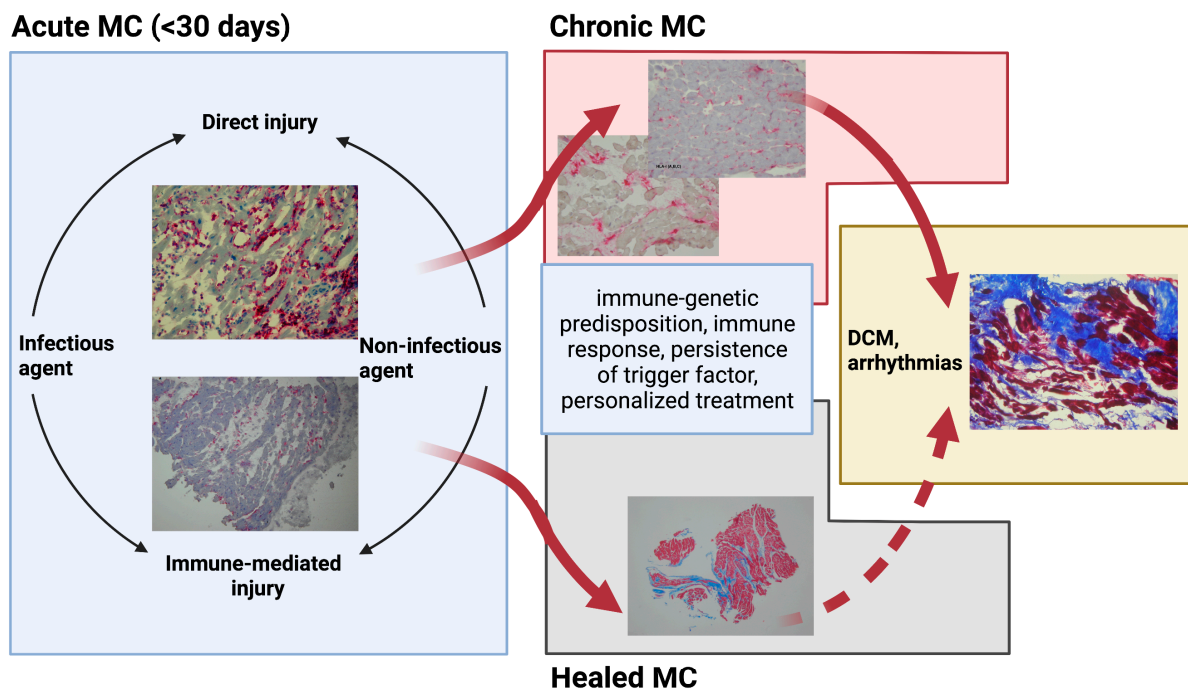 Acute MC (<30 days)
Chronic MC
Direct injury
Infectious
agent
Non-infectious
agent
Immune-mediated
injury
HLA-I (A,B,C)
immune-genetic
predisposition, immune
response, persistence
of trigger factor,
personalized treatment
DCM,
arrhythmias
Healed MC